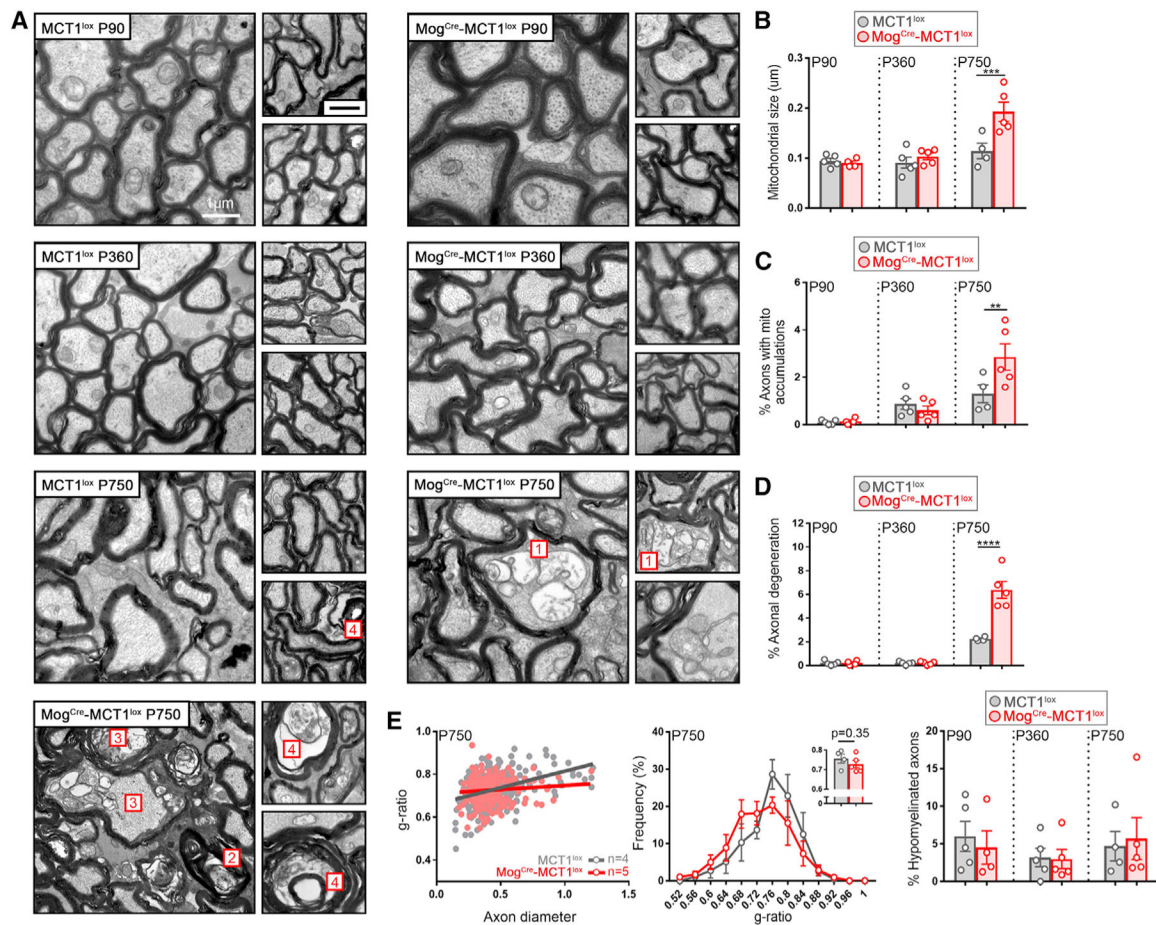 A
MCT1lox P90
1μm
MogCre-MCT1lox P90
MCT1lox P360
MogCre-MCT1lox P360
MCT1lox P750
4
MogCre-MCT1lox P750
1
1
MogCre-MCT1lox P750
3
3
2
4
4
B
MCT1lox
MogCre-MCT1lox
P90
P360
P750
***
Mitochondrial size (um)
0.3
0.2
0.1
0.0
C
MCT1lox
MogCre-MCT1lox
P90
P360
P750
**
% Axons with mito
accumulations
6
4
2
0
D
MCT1lox
MogCre-MCT1lox
P90
P360
P750
****
% Axonal degeneration
12
10
8
6
4
2
0
E
P750
g-ratio
1.0
0.8
0.6
0.4
MCT1lox n=4
MogCre-MCT1lox n=5
0.0 0.5 1.0 1.5
Axon diameter
P750
p=0.35
0.8
0.7
0
Frequency (%)
40
30
20
10
0
0.52 0.56 0.6 0.64 0.68 0.72 0.76 0.8 0.84 0.88 0.92 0.96 1
g-ratio
MCT1lox
MogCre-MCT1lox
P90
P360
P750
% Hypomyelinated axons
20
15
10
5
0